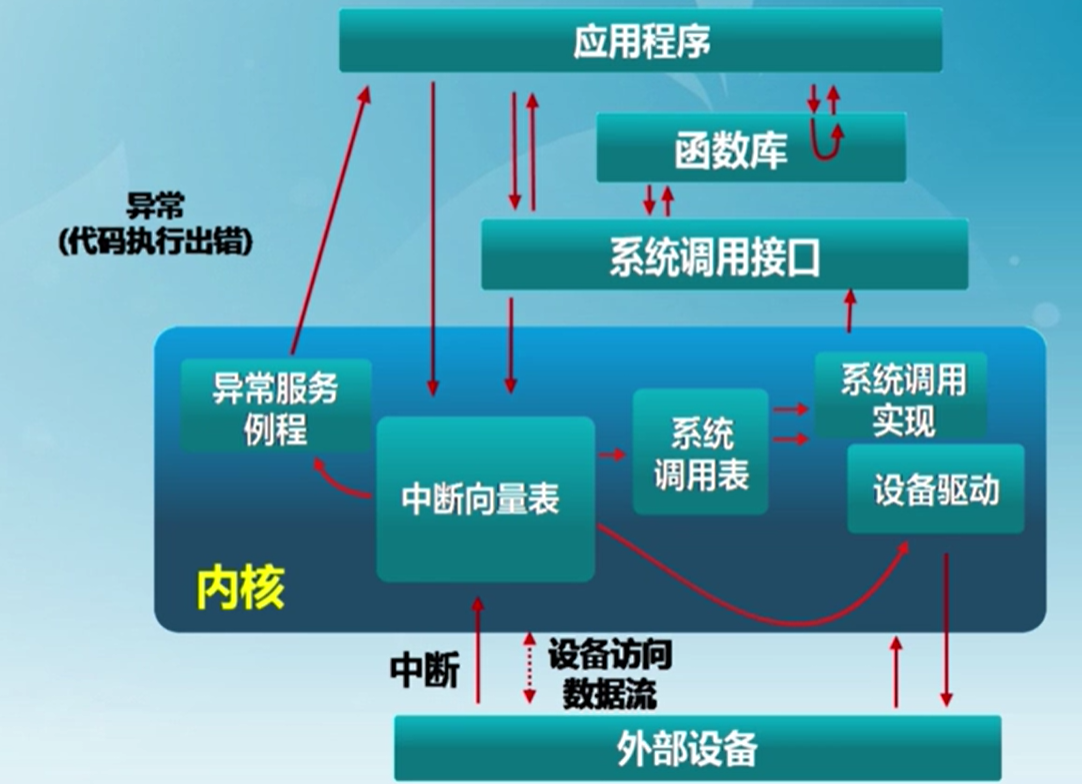 应用程序
函数库
异常
(代码执行出错)
系统调用接口
异常服务
例程
系统调用
实现
系统
调用表
中断向量表
设备驱动
内核
中断
设备访问
数据流
外部设备